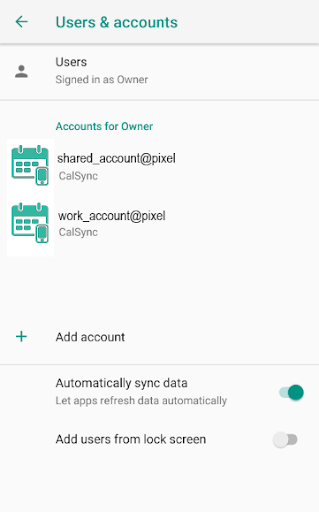 Users & accounts
Users
Signed in as Owner
Accounts for Owner
shared_account@pixel
CalSync
work_account@pixel
CalSync
Add account
Automatically sync data
Let apps refresh data automatically
Add users from lock screen